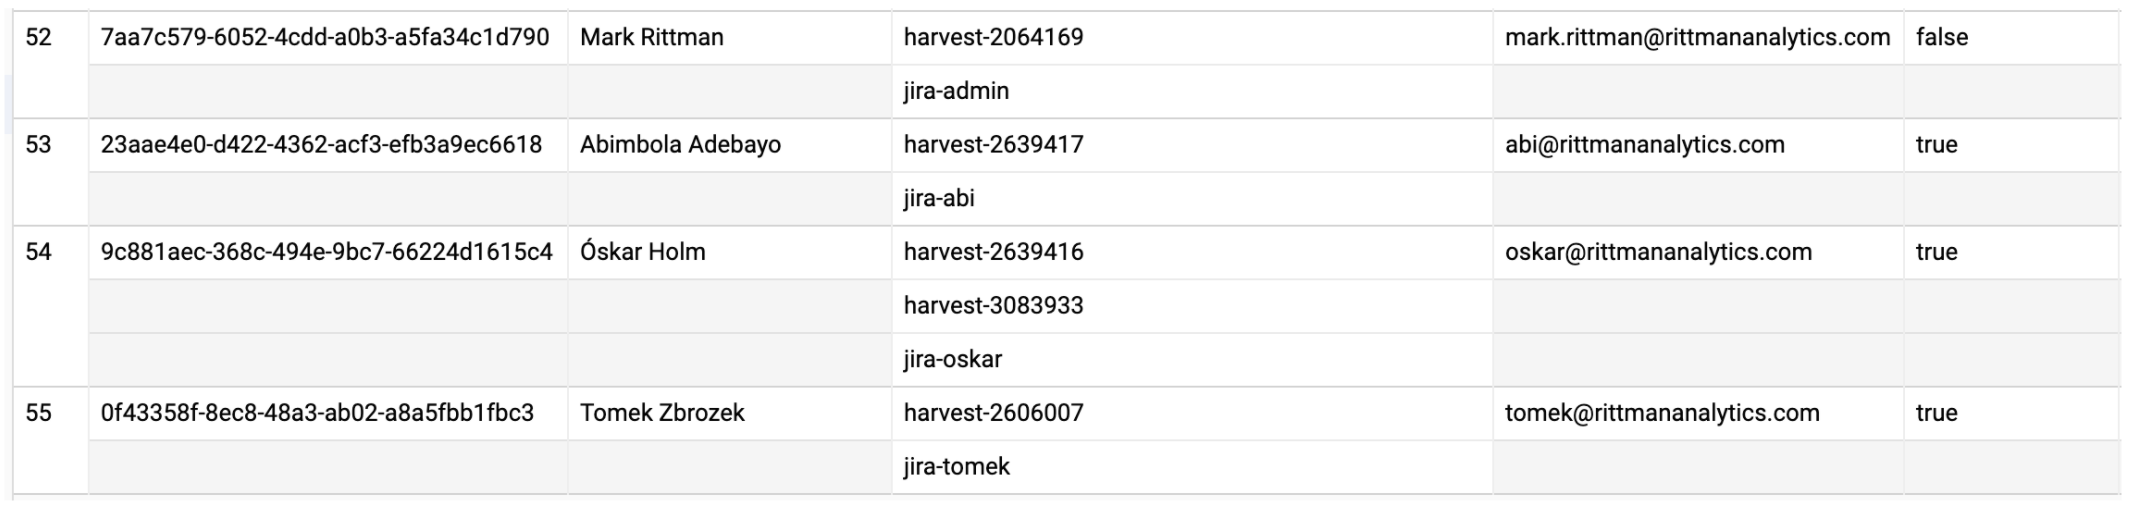 52 7aa7c579-6052-4cdd-a0b3-a5fa34c1d790 Mark Rittman harvest-2064169 mark.rittman@rittmananalytics.com false
jira-admin
53 23aae4e0-d422-4362-acf3-efb3a9ec6618 Abimbola Adebayo harvest-2639417 abi@rittmananalytics.com true
jira-abi
54 9c881aec-368c-494e-9bc7-66224d1615c4 Óskar Holm harvest-2639416 oskar@rittmananalytics.com true
harvest-3083933
jira-oskar
55 0f43358f-8ec8-48a3-ab02-a8a5fbb1fbc3 Tomek Zbrozek harvest-2606007 tomek@rittmananalytics.com true
jira-tomek